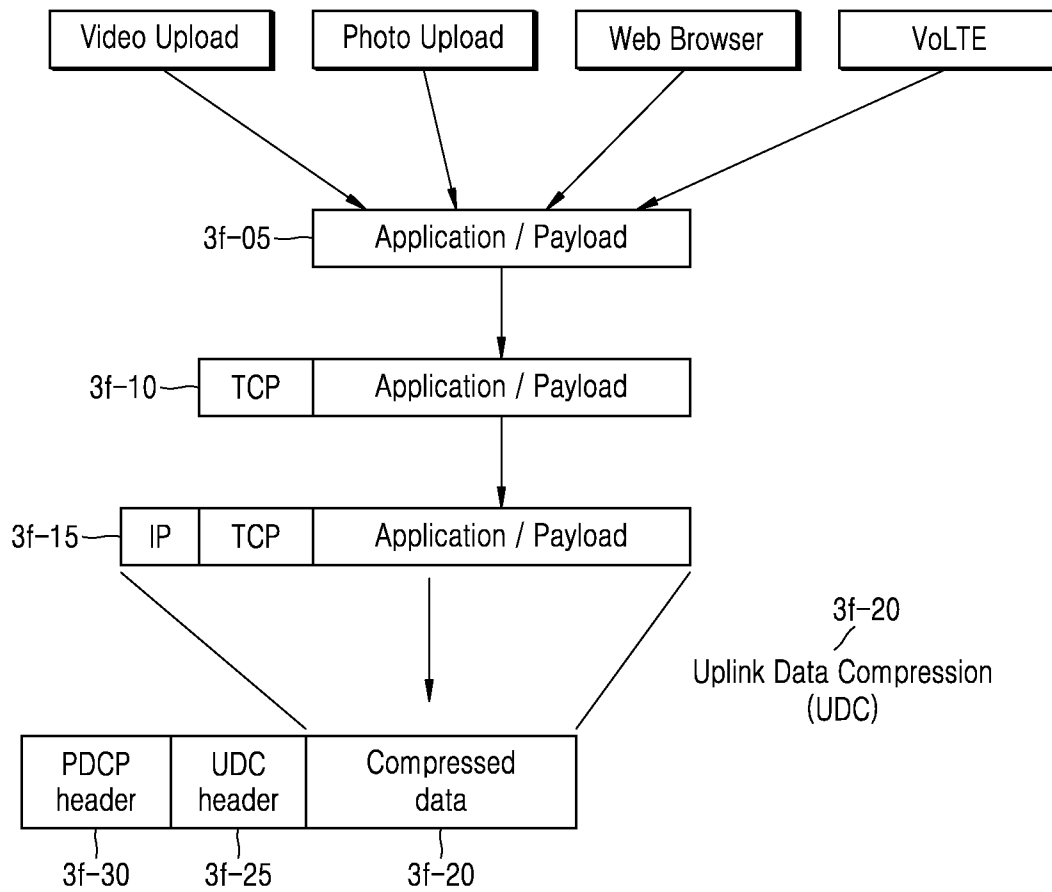 Video Upload
Photo Upload
Web Browser
VoLTE
3f-05
Application / Payload
3f-10
TCP
Application / Payload
3f-15
IP
TCP
Application / Payload
3f-20
Uplink Data Compression
(UDC)
PDCP
header
UDC
header
Compressed
data
3f-30
3f-25
3f-20